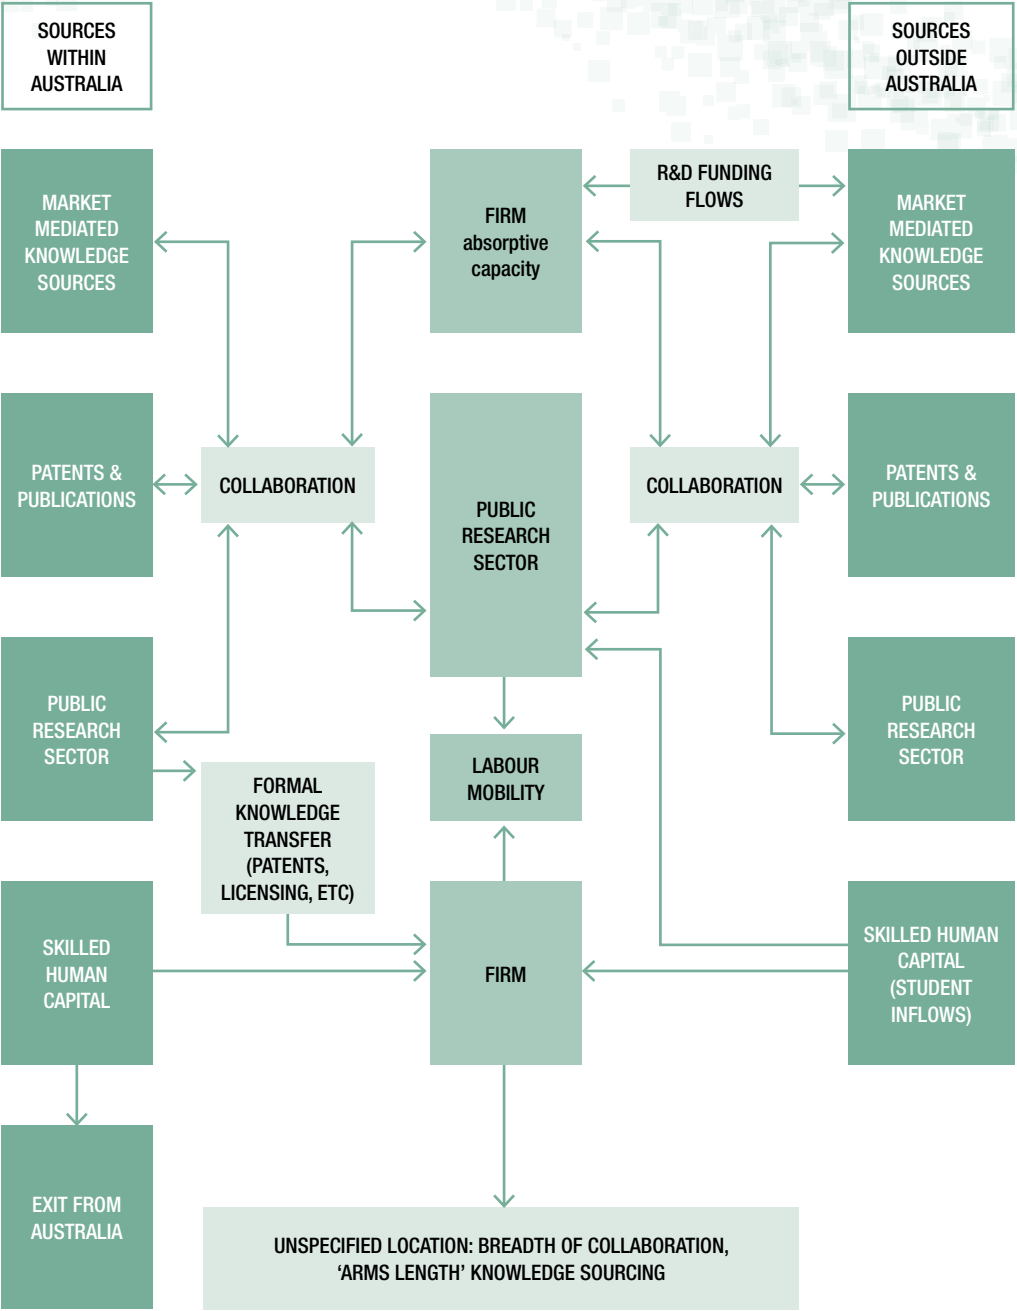 SOURCES
WITHIN
AUSTRALIA
SOURCES
OUTSIDE
AUSTRALIA
MARKET
MEDIATED
KNOWLEDGE
SOURCES
FIRM
absorptive
capacity
R&D FUNDING
FLOWS
MARKET
MEDIATED
KNOWLEDGE
SOURCES
PATENTS &
PUBLICATIONS
COLLABORATION
PUBLIC
RESEARCH
SECTOR
COLLABORATION
PATENTS &
PUBLICATIONS
PUBLIC
RESEARCH
SECTOR
FORMAL
KNOWLEDGE
TRANSFER
(PATENTS,
LICENSING, ETC)
LABOUR
MOBILITY
PUBLIC
RESEARCH
SECTOR
SKILLED
HUMAN
CAPITAL
FIRM
SKILLED HUMAN
CAPITAL
(STUDENT
INFLOWS)
EXIT FROM
AUSTRALIA
UNSPECIFIED LOCATION: BREADTH OF COLLABORATION,
‘ARMS LENGTH’ KNOWLEDGE SOURCING